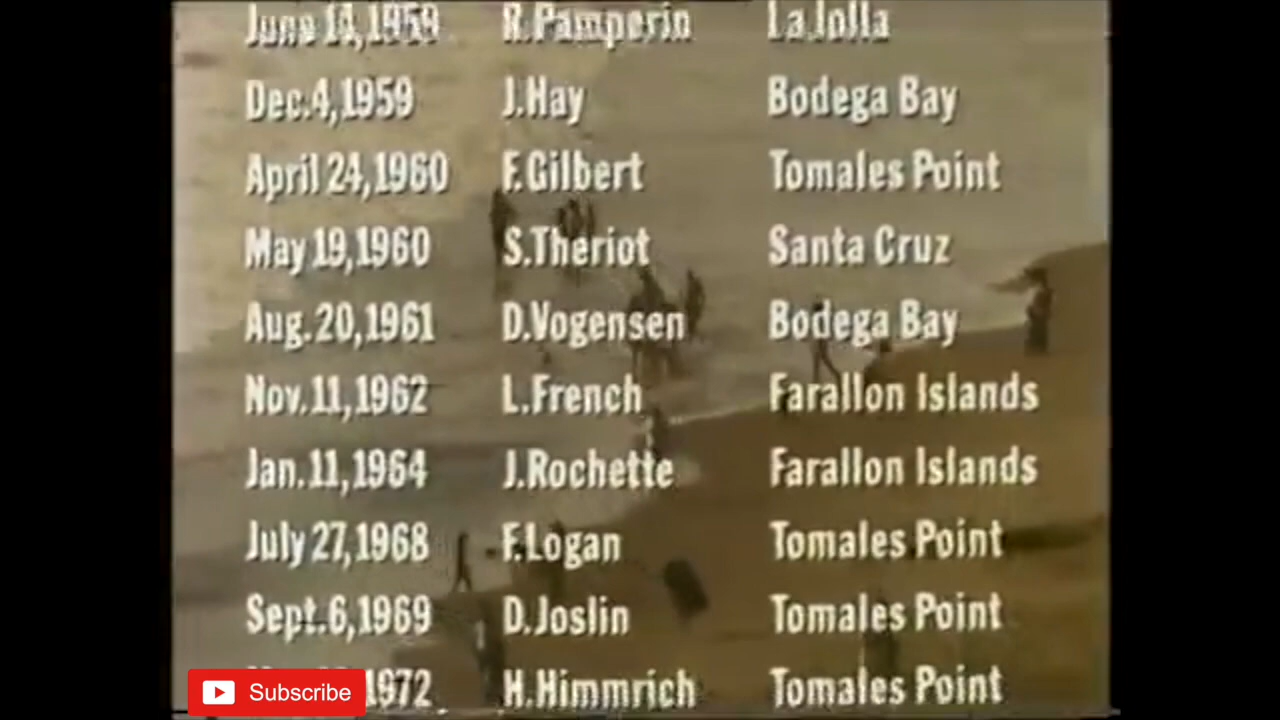 June 14,1959 R.Pamperin La Jolla
Dec.4,1959 J.Hay Bodega Bay
April 24,1960 F.Gilbert Tomales Point
May 19,1960 S.Theriot Santa Cruz
Aug.20,1961 D.Vogensen Bodega Bay
Nov.11,1962 L.French Farallon Islands
Jan.11,1964 J.Rochette Farallon Islands
July 27,1968 F.Logan Tomales Point
Sept.6,1969 D.Joslin Tomales Point
1972 H.Himmrich Tomales Point
Subscribe